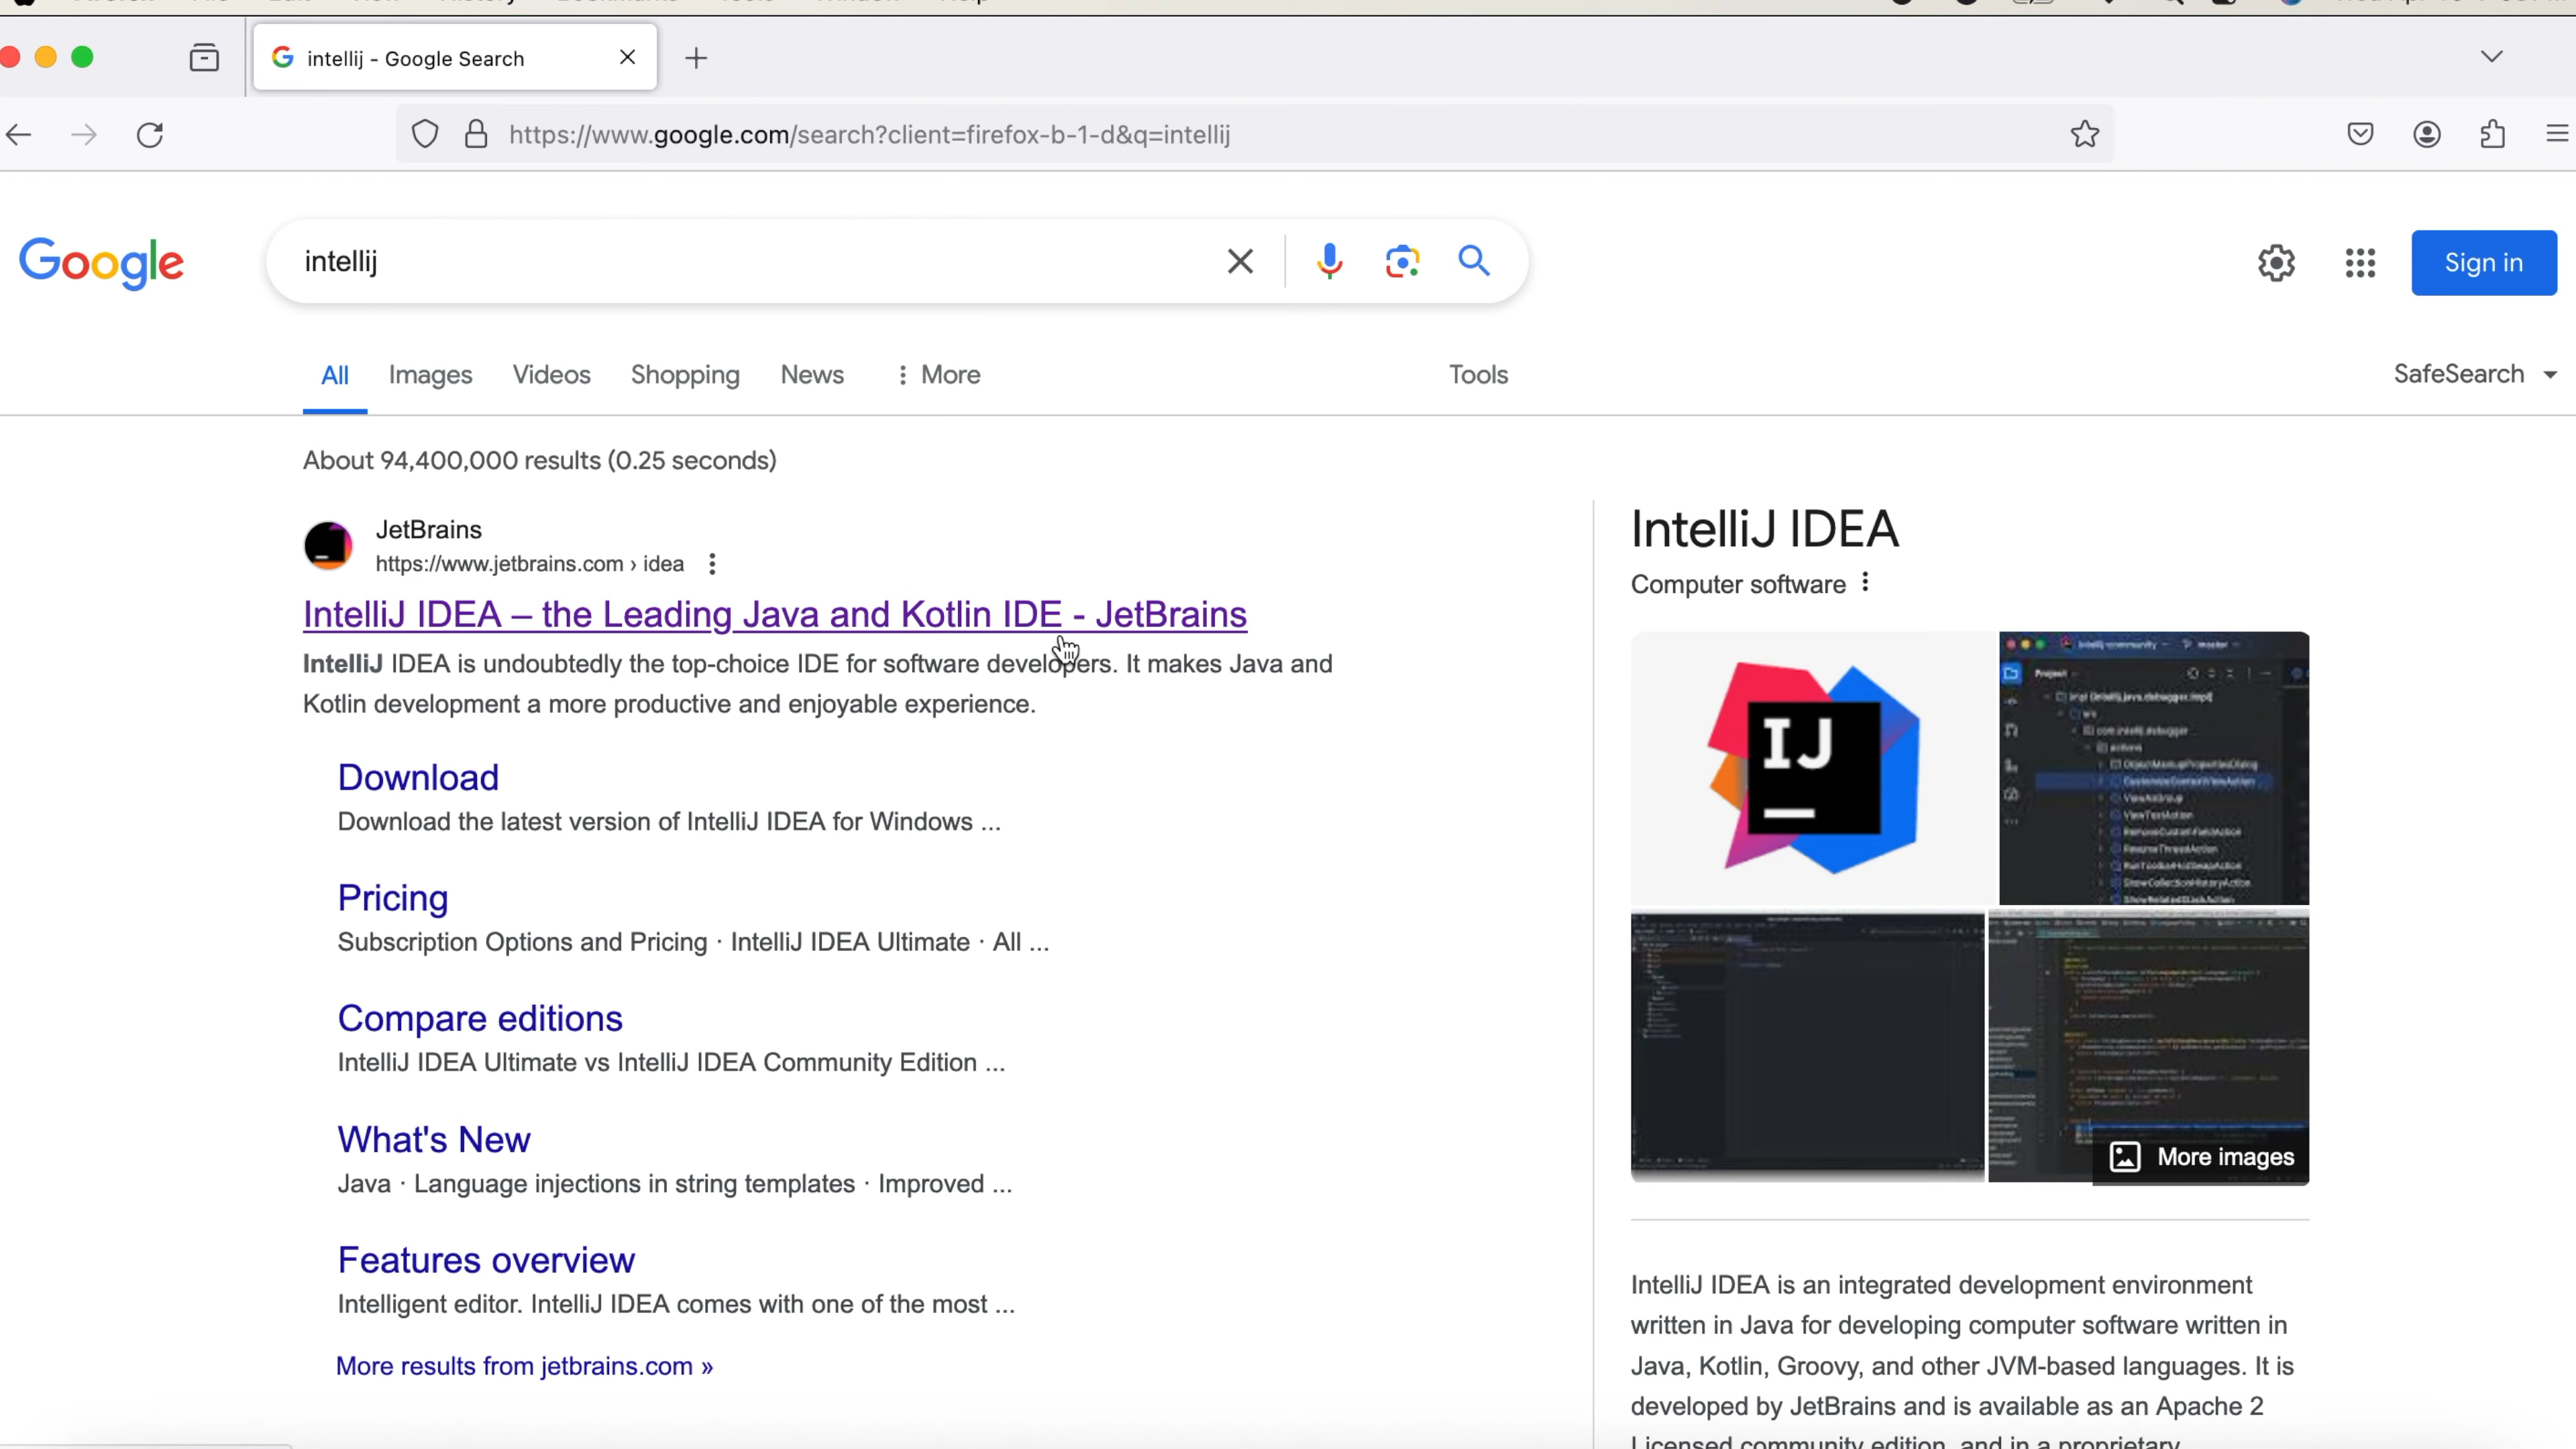 intellij - Google Search
https://www.google.com/search?client=firefox-b-1-d&q=intellij
Google
intellij
Sign in
All
Images
Videos
Shopping
News
More
Tools
SafeSearch
About 94,400,000 results (0.25 seconds)
JetBrains
https://www.jetbrains.com › idea
IntelliJ IDEA – the Leading Java and Kotlin IDE - JetBrains
IntelliJ IDEA is undoubtedly the top-choice IDE for software developers. It makes Java and
Kotlin development a more productive and enjoyable experience.
Download
Download the latest version of IntelliJ IDEA for Windows ...
Pricing
Subscription Options and Pricing · IntelliJ IDEA Ultimate · All ...
Compare editions
IntelliJ IDEA Ultimate vs IntelliJ IDEA Community Edition ...
What's New
Java · Language injections in string templates · Improved ...
Features overview
Intelligent editor. IntelliJ IDEA comes with one of the most ...
More results from jetbrains.com »
IntelliJ IDEA
Computer software
IJ
Project
More images
IntelliJ IDEA is an integrated development environment
written in Java for developing computer software written in
Java, Kotlin, Groovy, and other JVM-based languages. It is
developed by JetBrains and is available as an Apache 2
Licensed community edition, and in a proprietary